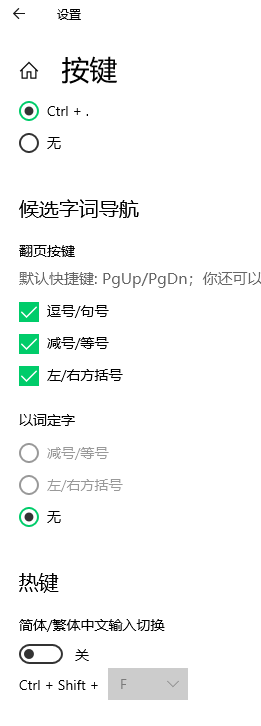 设置
按键
Ctrl + .
无
候选字词导航
翻页按键
默认快捷键: PgUp/PgDn；你还可以
逗号/句号
减号/等号
左/右方括号
以词定字
减号/等号
左/右方括号
无
热键
简体/繁体中文输入切换
关
Ctrl + Shift + F